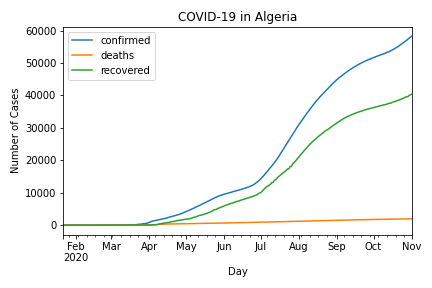 COVID-19 in Algeria
confirmed
deaths
recovered
Number of Cases
60000
50000
40000
30000
20000
10000
0
Feb Mar Apr May Jun Jul Aug Sep Oct Nov
2020
Day